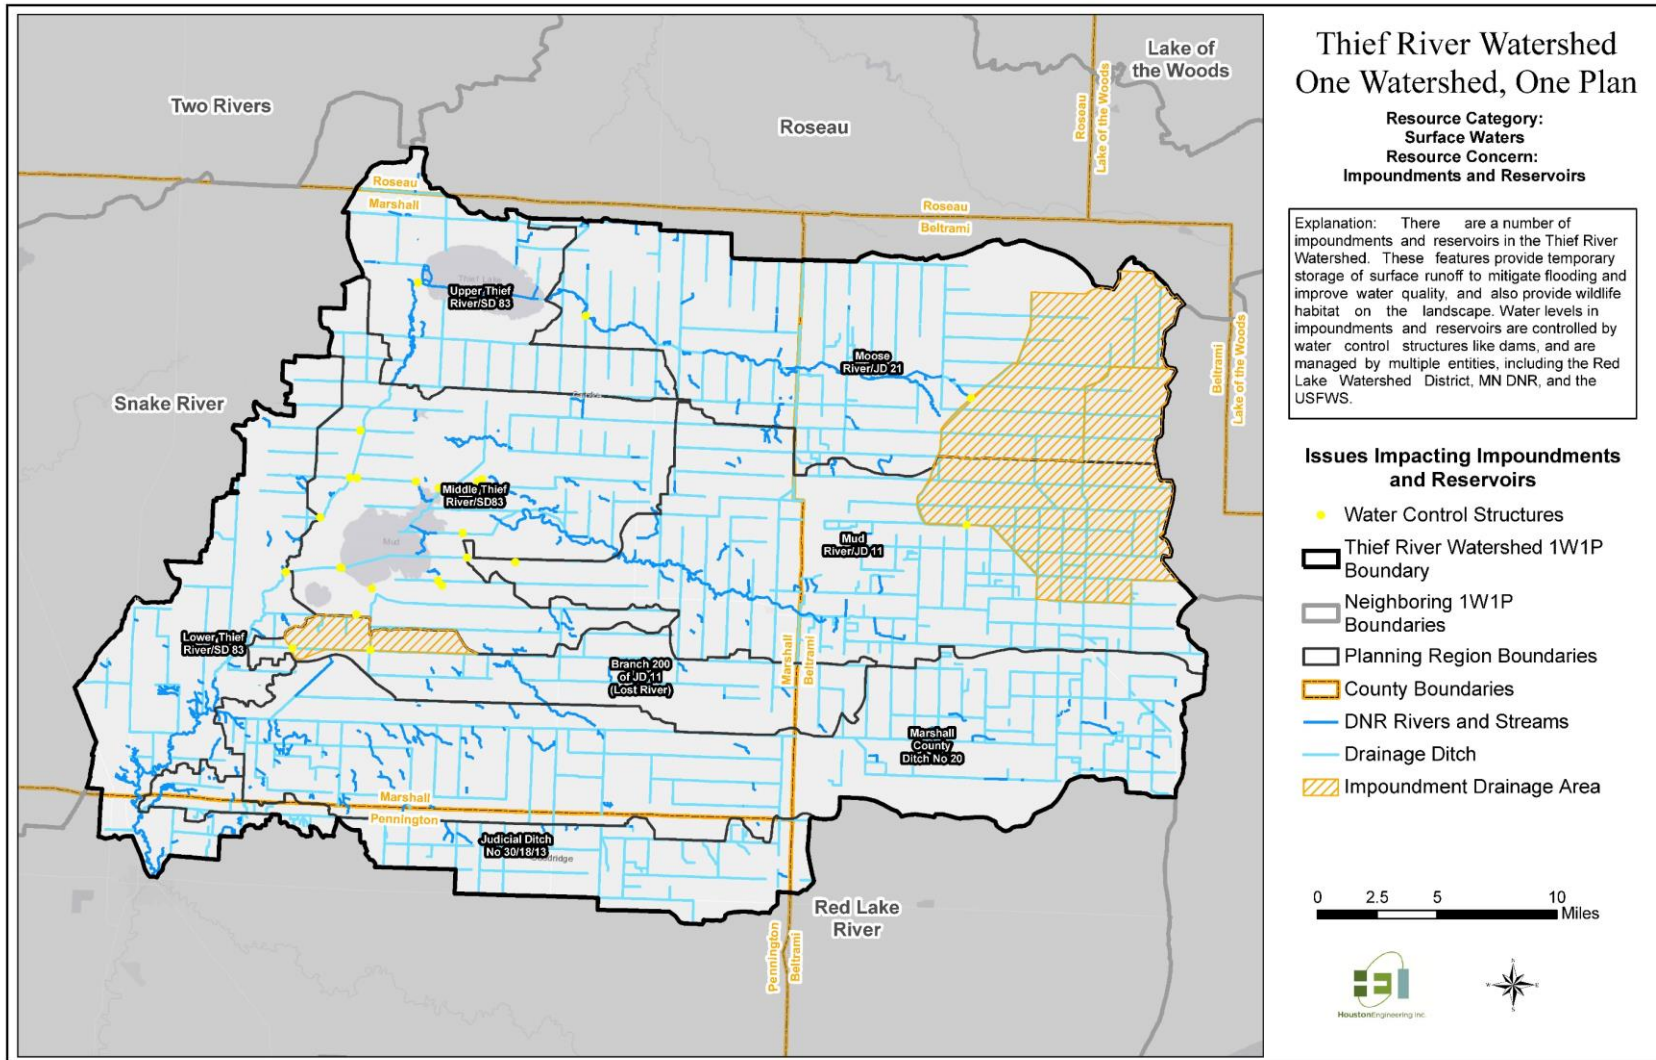 Thief River Watershed
One Watershed, One Plan
Resource Category:
Surface Waters
Resource Concern:
Impoundments and Reservoirs
Explanation: There are a number of
impoundments and reservoirs in the Thief River
Watershed. These features provide temporary
storage of surface runoff to mitigate flooding and
improve water quality, and also provide wildlife
habitat on the landscape. Water levels in
impoundments and reservoirs are controlled by
water control structures like dams, and are
managed by multiple entities, including the Red
Lake Watershed District, MN DNR, and the
USFWS.
Issues Impacting Impoundments
and Reservoirs
Water Control Structures
Thief River Watershed 1W1P
Boundary
Neighboring 1W1P
Boundaries
Planning Region Boundaries
County Boundaries
DNR Rivers and Streams
Drainage Ditch
Impoundment Drainage Area
0 2.5 5 10
Miles
HoustonEngineering Inc.
N
W E
S
Lake of
the Woods
Two Rivers
Roseau
Roseau
Lake of the Woods
Roseau
Marshall
Roseau
Beltrami
Thief Lake
Upper Thief
River/SD 83
Moose
River/JD 21
Beltrami
Lake of the Woods
Snake River
Middle Thief
River/SD83
Mud
Mud
River/JD 11
Lower Thief
River/SD 83
Branch 200
of JD 11
(Lost River)
Marshall
Beltrami
Marshall
County
Ditch No 20
Marshall
Pennington
Judicial Ditch
No 30/18/13
Red Lake
River
Pennington
Beltrami